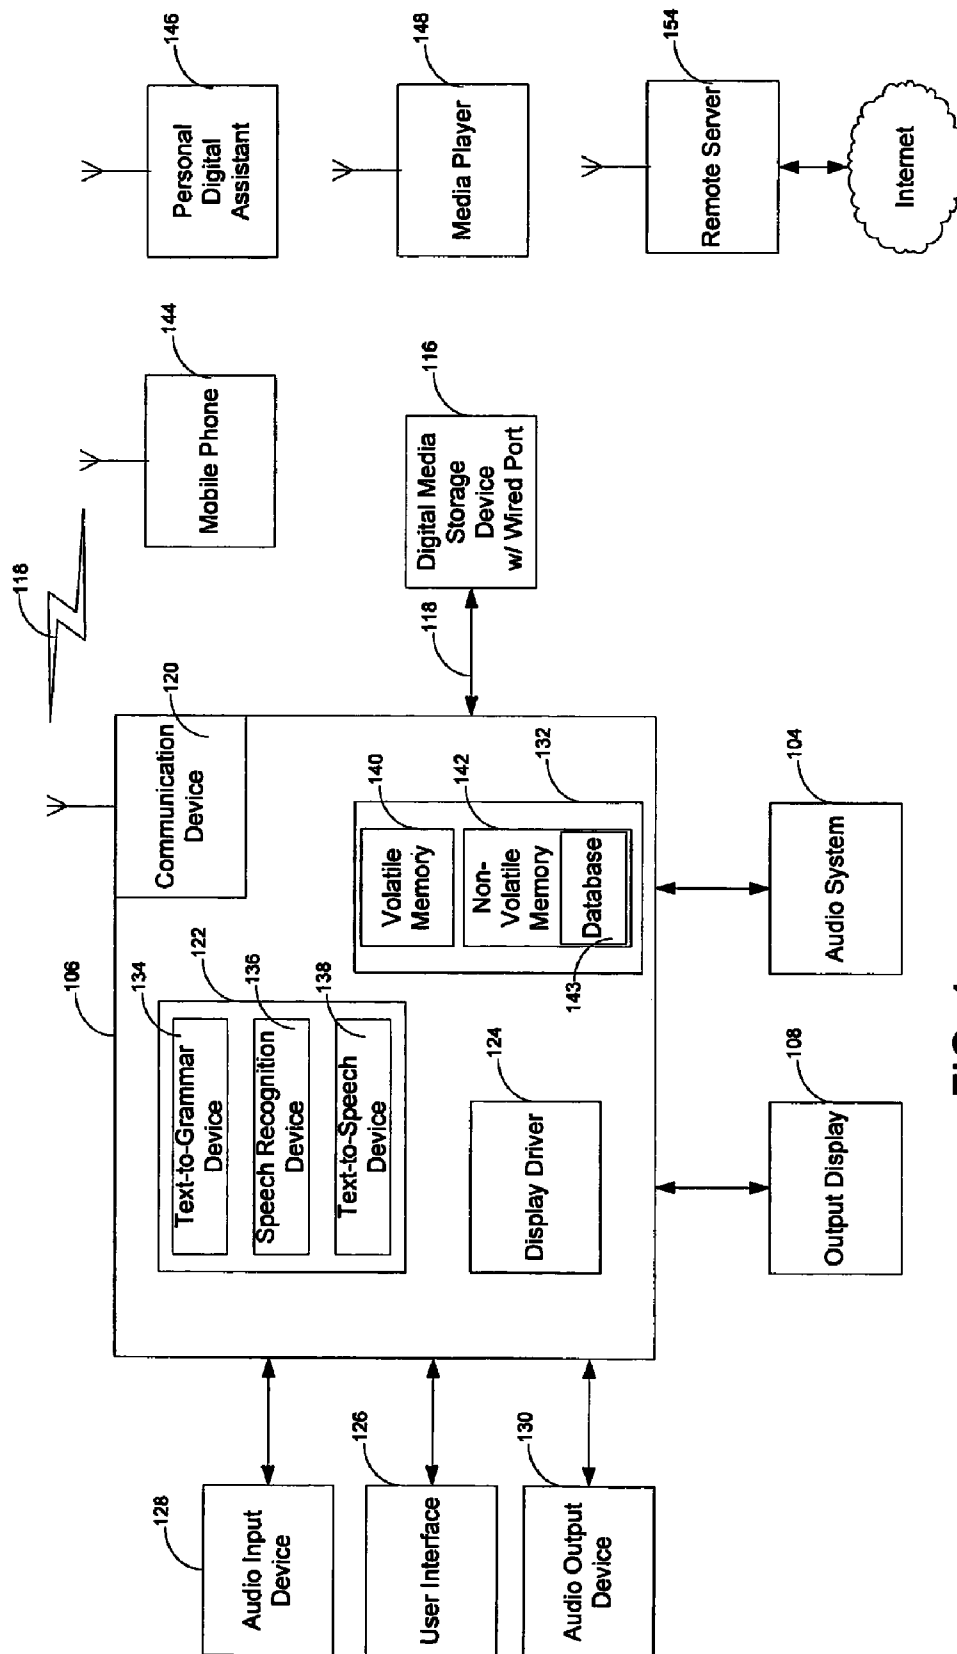 118
120
Communication
Device
106
134
Text-to-Grammar
Device
122
136
Speech Recognition
Device
138
Text-to-Speech
Device
140
Volatile
Memory
142
Non-
Volatile
Memory
132
Database
143
124
Display Driver
128
Audio Input
Device
126
User Interface
130
Audio Output
Device
108
Output Display
104
Audio System
118
116
Digital Media
Storage
Device
w/ Wired Port
144
Mobile Phone
146
Personal
Digital
Assistant
148
Media Player
154
Remote Server
Internet